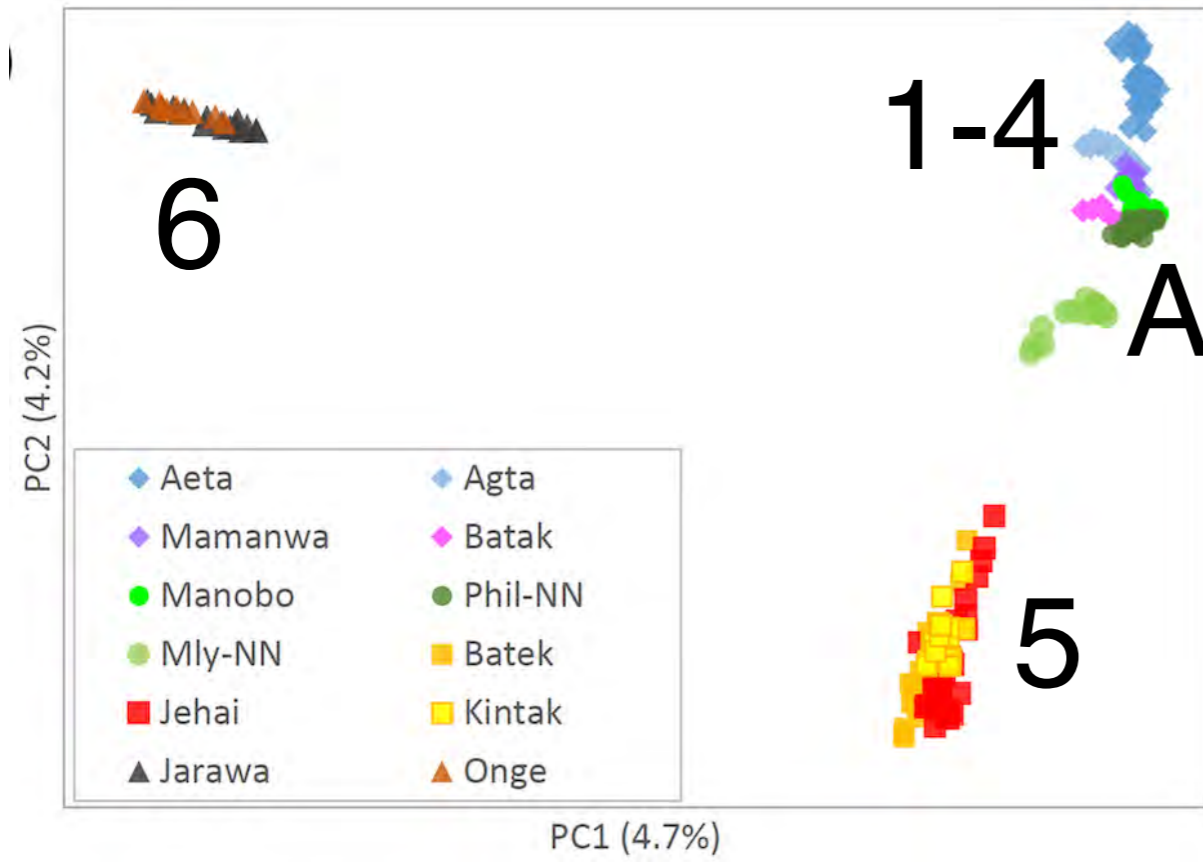 1-4
6
A
PC2 (4.2%)
Aeta Agta
Mamanwa Batak
Manobo Phil-NN
Mly-NN Batek
Jehai Kintak
Jarawa Onge
5
PC1 (4.7%)